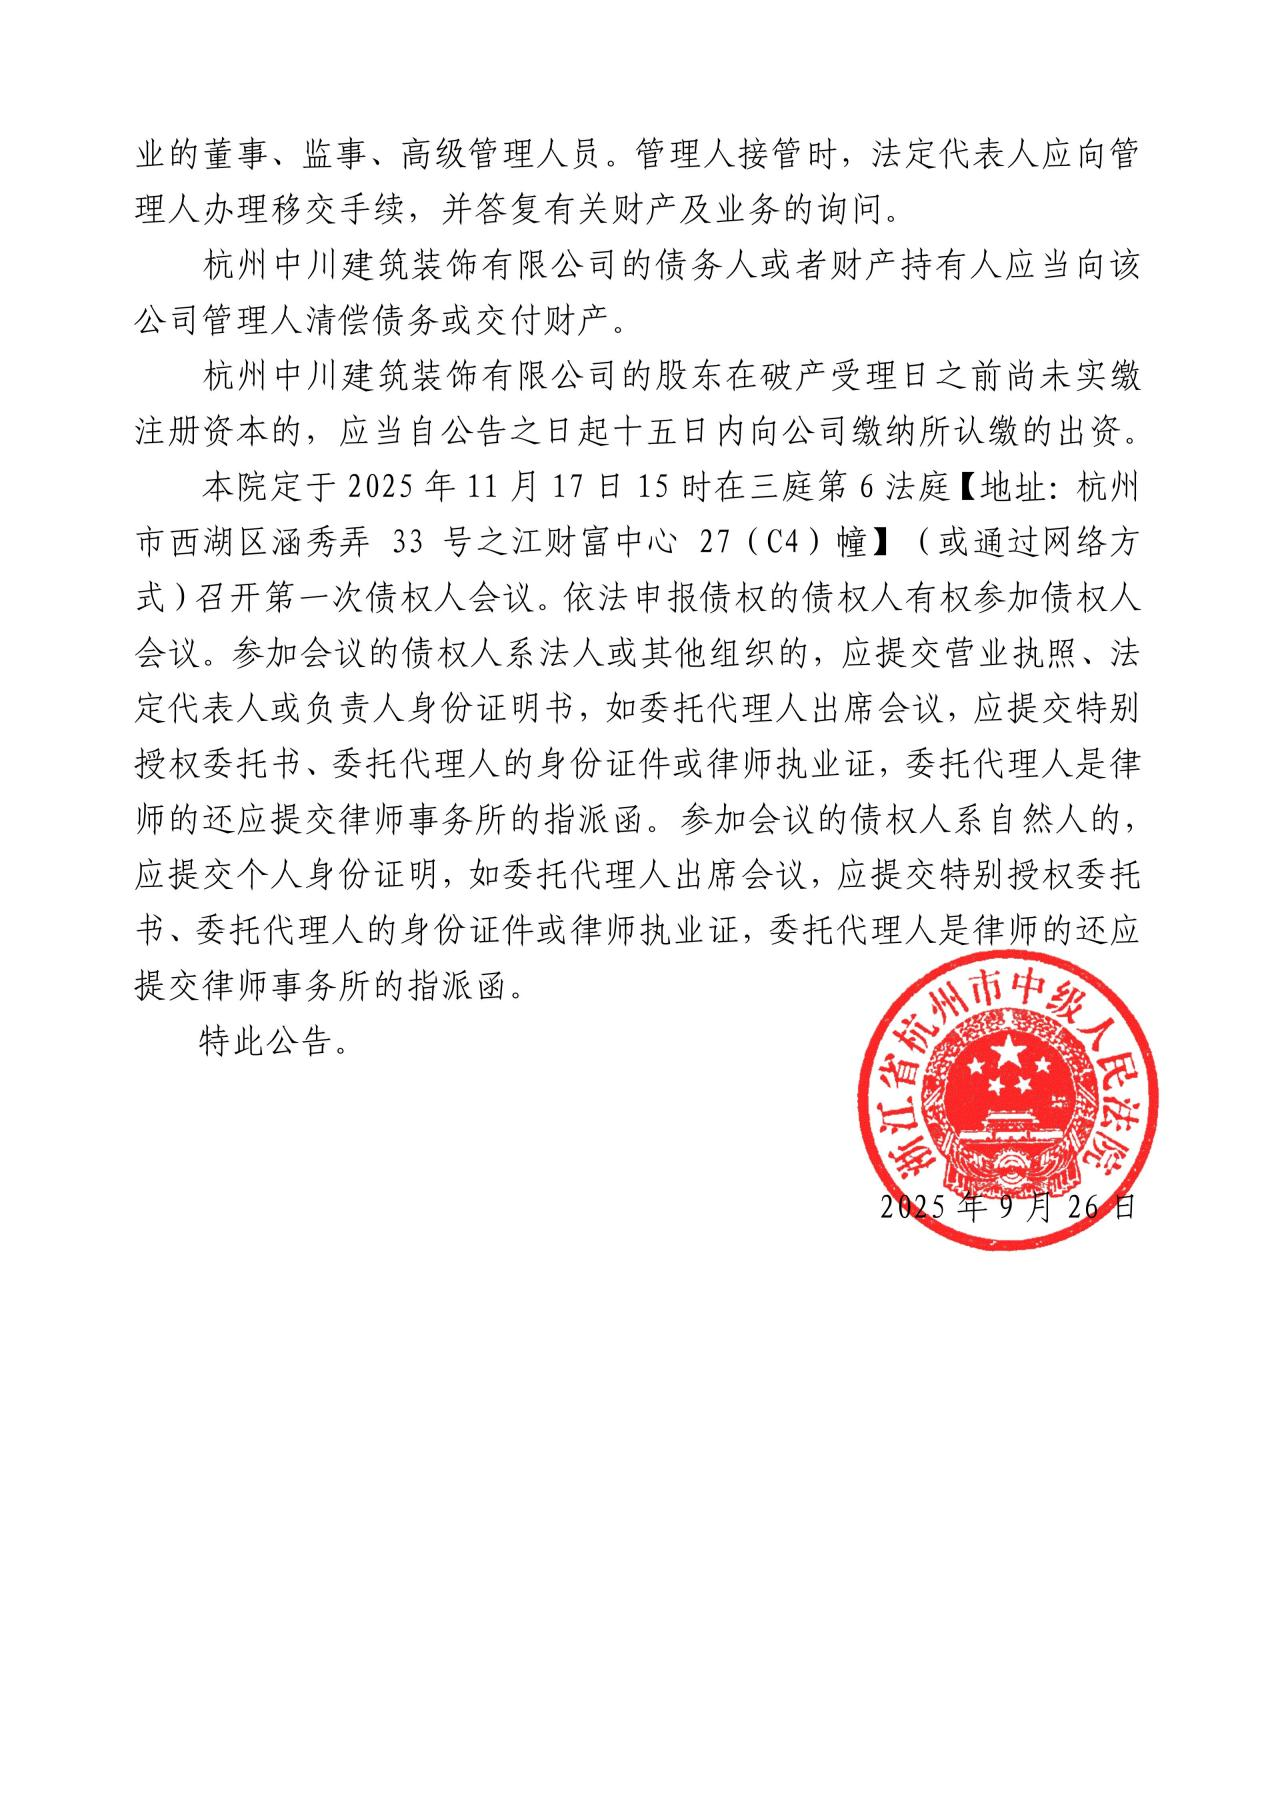 业的董事、监事、高级管理人员。管理人接管时，法定代表人应向管
理人办理移交手续，并答复有关财产及业务的询问。
杭州中川建筑装饰有限公司的债务人或者财产持有人应当向该
公司管理人清偿债务或交付财产。
杭州中川建筑装饰有限公司的股东在破产受理日之前尚未实缴
注册资本的，应当自公告之日起十五日内向公司缴纳所认缴的出资。
本院定于 2025 年 11 月 17 日 15 时在三庭第 6 法庭【地址：杭州
市西湖区涵秀弄 33 号之江财富中心 27（C4）幢】（或通过网络方
式）召开第一次债权人会议。依法申报债权的债权人有权参加债权人
会议。参加会议的债权人系法人或其他组织的，应提交营业执照、法
定代表人或负责人身份证明书，如委托代理人出席会议，应提交特别
授权委托书、委托代理人的身份证件或律师执业证，委托代理人是律
师的还应提交律师事务所的指派函。参加会议的债权人系自然人的，
应提交个人身份证明，如委托代理人出席会议，应提交特别授权委托
书、委托代理人的身份证件或律师执业证，委托代理人是律师的还应
提交律师事务所的指派函。
特此公告。
浙江省杭州市中级人民法院
2025 年 9 月 26 日